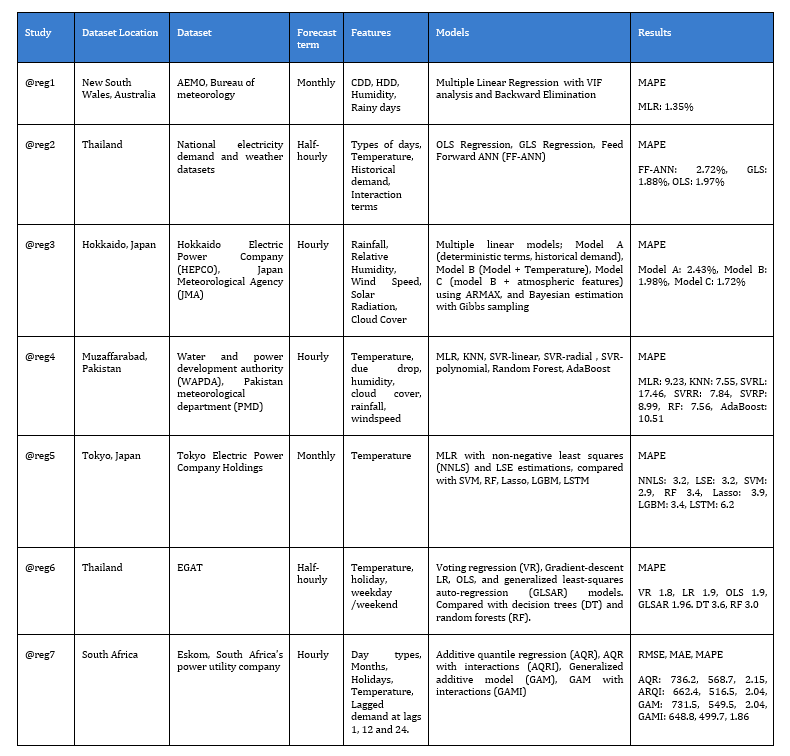 Study
Dataset Location
Dataset
Forecast
term
Features
Models
Results
@reg1
New South
Wales, Australia
AEMO, Bureau of
meteorology
Monthly
CDD, HDD,
Humidity,
Rainy days
Multiple Linear Regression with VIF
analysis and Backward Elimination
MAPE
MLR: 1.35%
@reg2
Thailand
National electricity
demand and weather
datasets
Half-
hourly
Types of days,
Temperature,
Historical
demand,
Interaction
terms
OLS Regression, GLS Regression, Feed
Forward ANN (FF-ANN)
MAPE
FF-ANN: 2.72%, GLS:
1.88%, OLS: 1.97%
@reg3
Hokkaido, Japan
Hokkaido Electric
Power Company
(HEPCO), Japan
Meteorological Agency
(JMA)
Hourly
Rainfall,
Relative
Humidity,
Wind Speed,
Solar
Radiation,
Cloud Cover
Multiple linear models; Model A
(deterministic terms, historical demand),
Model B (Model + Temperature), Model
C (model B + atmospheric features)
using ARMAX, and Bayesian estimation
with Gibbs sampling
MAPE
Model A: 2.43%, Model B:
1.98%, Model C: 1.72%
@reg4
Muzaffarabad,
Pakistan
Water and power
development authority
(WAPDA), Pakistan
meteorological
department (PMD)
Hourly
Temperature,
due drop,
humidity,
cloud cover,
rainfall,
windspeed
MLR, KNN, SVR-linear, SVR-radial , SVR-
polynomial, Random Forest, AdaBoost
MAPE
MLR: 9.23, KNN: 7.55, SVRL:
17.46, SVRR: 7.84, SVRP:
8.99, RF: 7.56, AdaBoost:
10.51
@reg5
Tokyo, Japan
Tokyo Electric Power
Company Holdings
Monthly
Temperature
MLR with non-negative least squares
(NNLS) and LSE estimations, compared
with SVM, RF, Lasso, LGBM, LSTM
MAPE
NNLS: 3.2, LSE: 3.2, SVM:
2.9, RF 3.4, Lasso: 3.9,
LGBM: 3.4, LSTM: 6.2
@reg6
Thailand
EGAT
Half-
hourly
Temperature,
holiday,
weekday
/weekend
Voting regression (VR), Gradient-descent
LR, OLS, and generalized least-squares
auto-regression (GLSAR) models.
Compared with decision trees (DT) and
random forests (RF).
MAPE
VR 1.8, LR 1.9, OLS 1.9,
GLSAR 1.96. DT 3.6, RF 3.0
@reg7
South Africa
Eskom, South Africa's
power utility company
Hourly
Day types,
Months,
Holidays,
Temperature,
Lagged
demand at lags
1, 12 and 24.
Additive quantile regression (AQR), AQR
with interactions (AQRI), Generalized
additive model (GAM), GAM with
interactions (GAMI)
RMSE, MAE, MAPE
AQR: 736.2, 568.7, 2.15,
ARQI: 662.4, 516.5, 2.04,
GAM: 731.5, 549.5, 2.04,
GAMI: 648.8, 499.7, 1.86